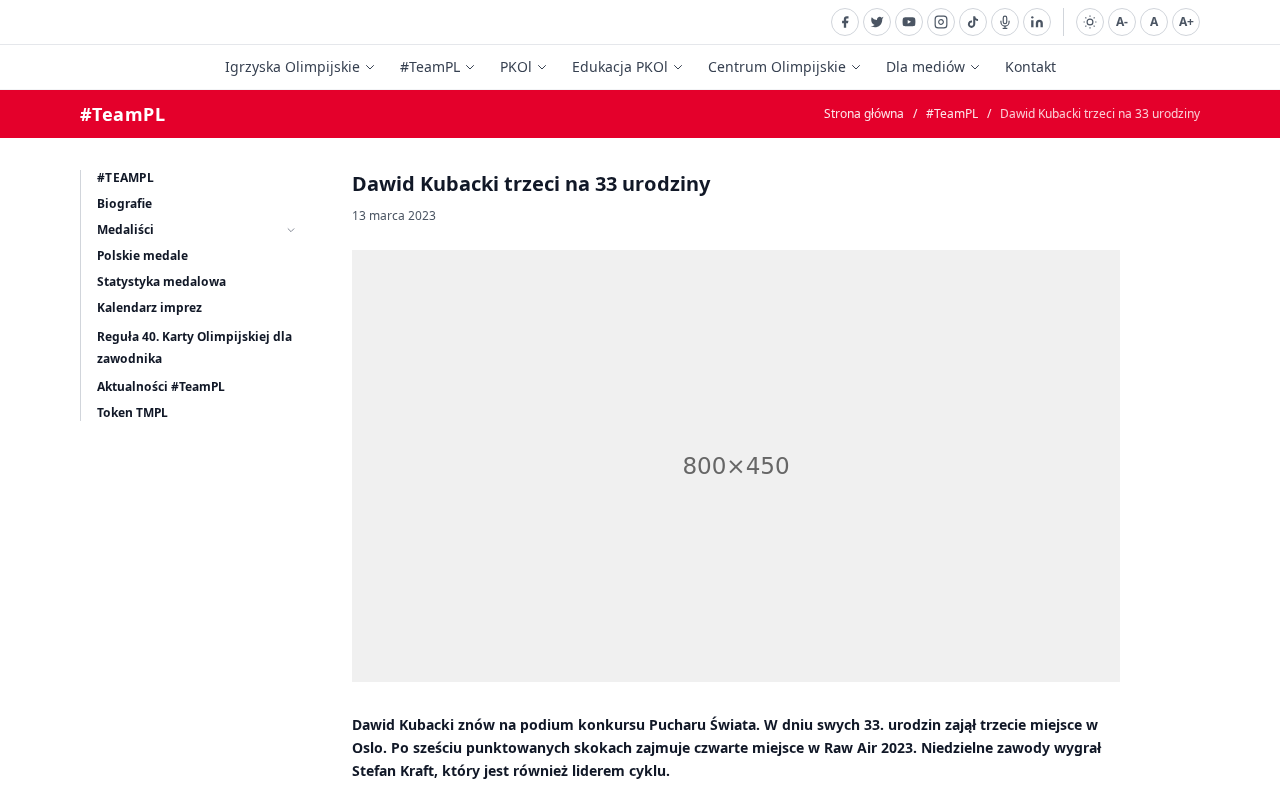 A-
A
A+
Igrzyska Olimpijskie
#TeamPL
PKOl
Edukacja PKOl
Centrum Olimpijskie
Dla mediów
Kontakt
#TeamPL
Strona główna / #TeamPL / Dawid Kubacki trzeci na 33 urodziny
#TEAMPL
Biografie
Medaliści
Polskie medale
Statystyka medalowa
Kalendarz imprez
Reguła 40. Karty Olimpijskiej dla
zawodnika
Aktualności #TeamPL
Token TMPL
Dawid Kubacki trzeci na 33 urodziny
13 marca 2023
800×450
Dawid Kubacki znów na podium konkursu Pucharu Świata. W dniu swych 33. urodzin zajął trzecie miejsce w
Oslo. Po sześciu punktowanych skokach zajmuje czwarte miejsce w Raw Air 2023. Niedzielne zawody wygrał
Stefan Kraft, który jest również liderem cyklu.